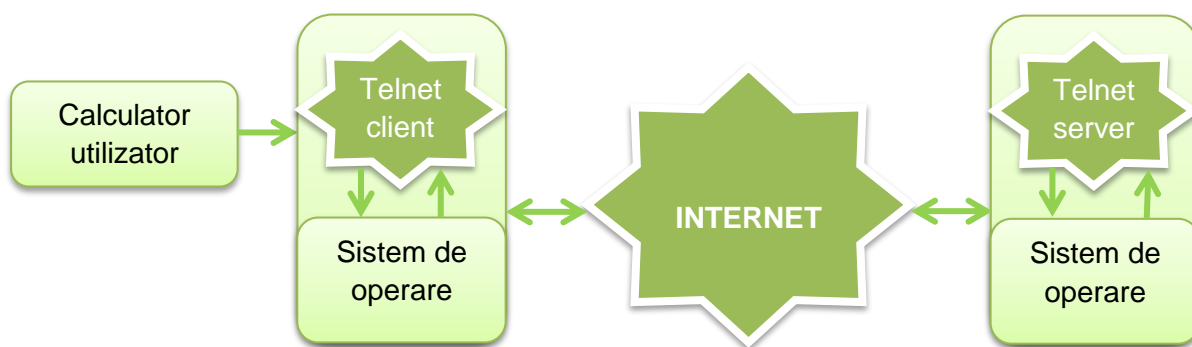 Calculator
utilizator
Telnet
client
Sistem de
operare
INTERNET
Telnet
server
Sistem de
operare